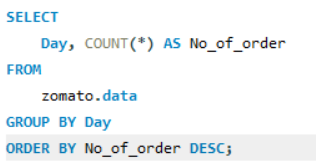 SELECT
Day, COUNT(*) AS No_of_order
FROM
zomato.data
GROUP BY Day
ORDER BY No_of_order DESC;